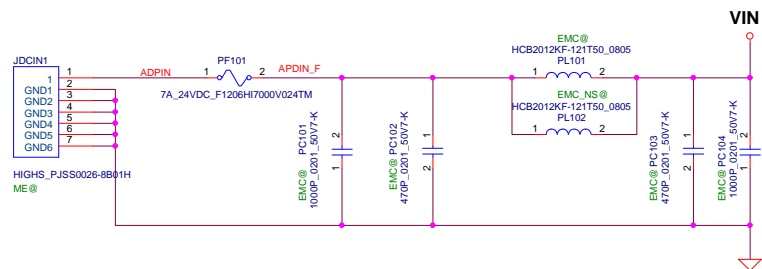 VIN
JDCIN1
1
GND1
GND2
GND3
GND4
GND5
GND6
1
2
3
4
5
6
7
HIGHS_PJSS0026-8B01H
ME@
ADPIN
PF101
1
2
APDIN_F
7A_24VDC_F1206HI7000V024TM
EMC@
HCB2012KF-121T50_0805
PL101
1
2
EMC_NS@
HCB2012KF-121T50_0805
PL102
1
2
EMC@ PC101
1000P_0201_50V7-K
2
1
EMC@ PC102
470P_0201_50V7-K
1
2
EMC@ PC103
470P_0201_50V7-K
1
2
EMC@ PC104
1000P_0201_50V7-K
2
1